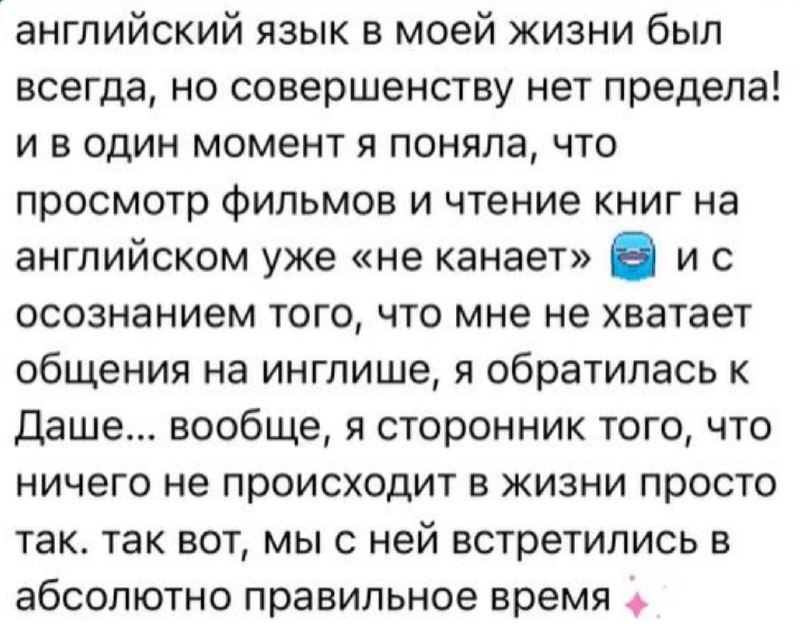 английский язык в моей жизни был
всегда, но совершенству нет предела!
и в один момент я поняла, что
просмотр фильмов и чтение книг на
английском уже «не канает» и с
осознанием того, что мне не хватает
общения на инглише, я обратилась к
Даше... вообще, я сторонник того, что
ничего не происходит в жизни просто
так. так вот, мы с ней встретились в
абсолютно правильное время